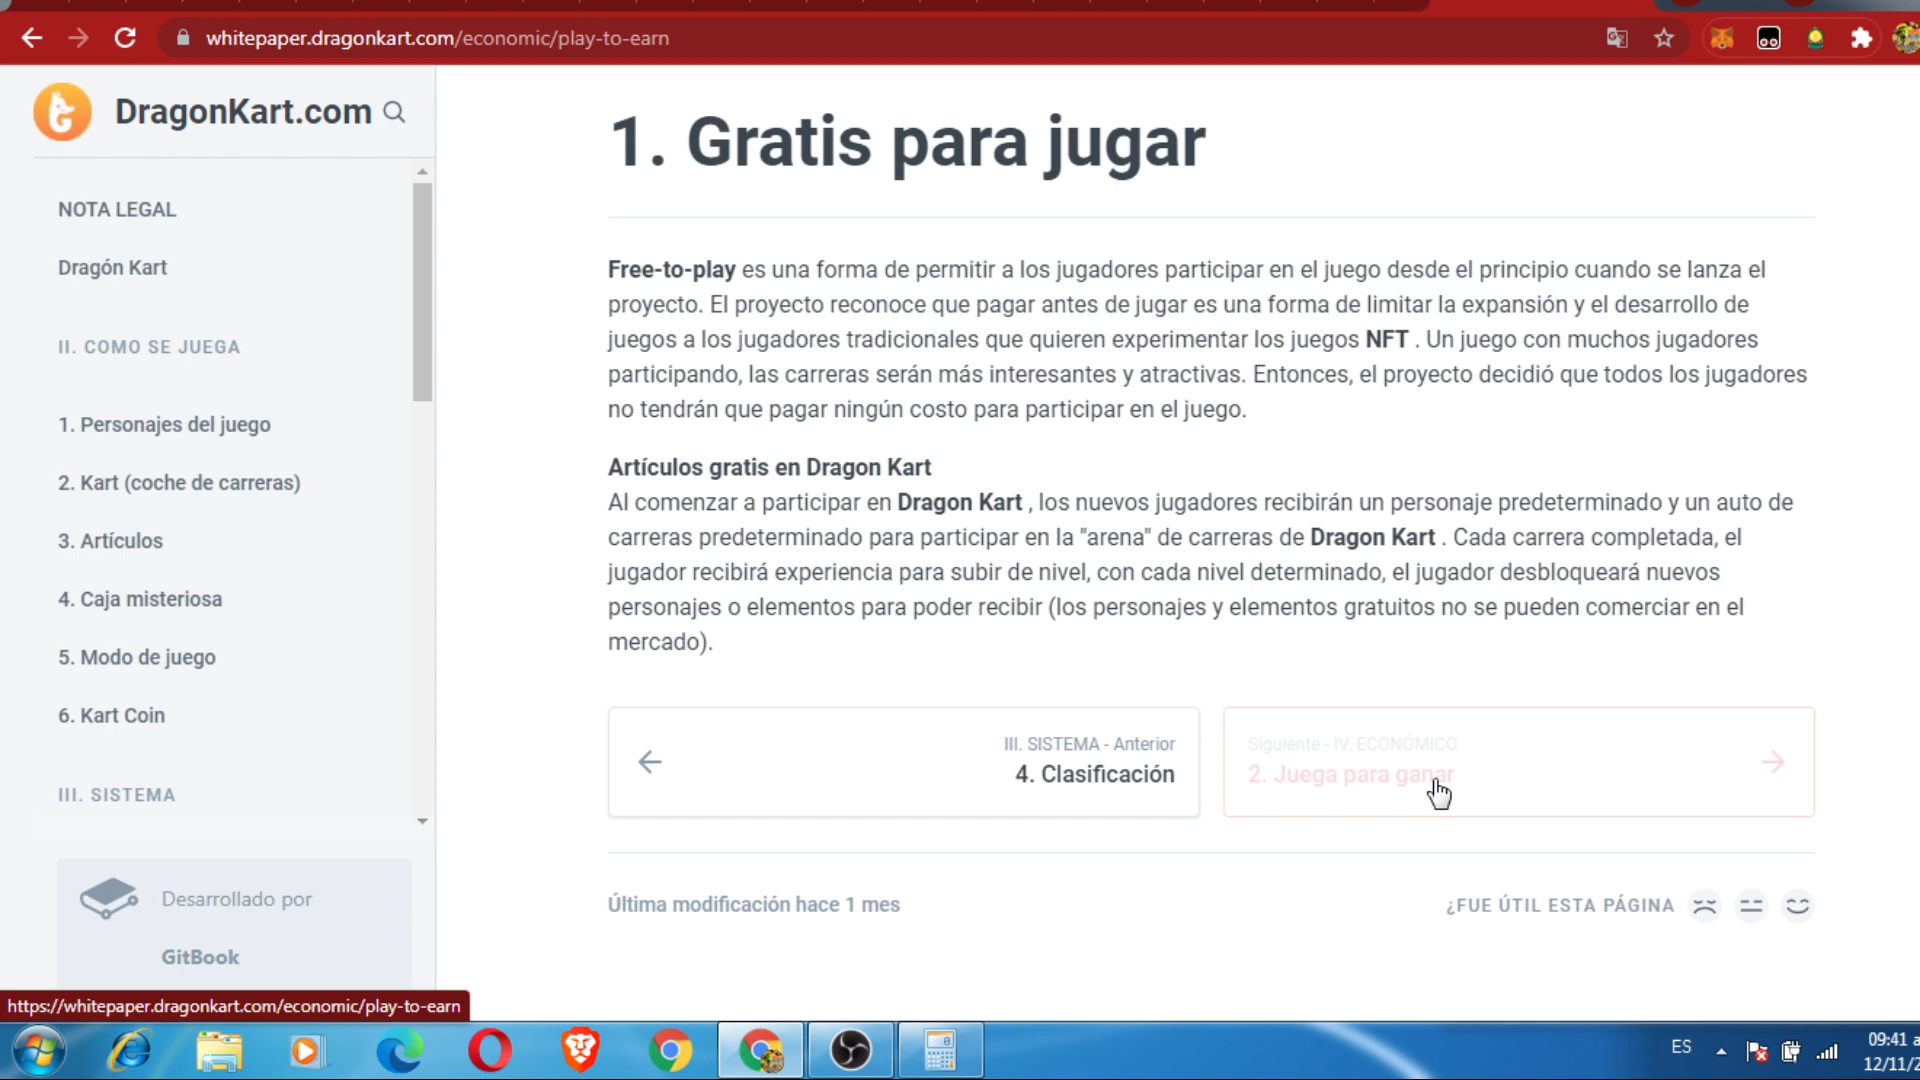 whitepaper.dragonkart.com/economic/play-to-earn
DragonKart.com
NOTA LEGAL
Dragón Kart
II. COMO SE JUEGA
1. Personajes del juego
2. Kart (coche de carreras)
3. Artículos
4. Caja misteriosa
5. Modo de juego
6. Kart Coin
III. SISTEMA
Desarrollado por
GitBook
1. Gratis para jugar
Free-to-play es una forma de permitir a los jugadores participar en el juego desde el principio cuando se lanza el
proyecto. El proyecto reconoce que pagar antes de jugar es una forma de limitar la expansión y el desarrollo de
juegos a los jugadores tradicionales que quieren experimentar los juegos NFT . Un juego con muchos jugadores
participando, las carreras serán más interesantes y atractivas. Entonces, el proyecto decidió que todos los jugadores
no tendrán que pagar ningún costo para participar en el juego.
Artículos gratis en Dragon Kart
Al comenzar a participar en Dragon Kart , los nuevos jugadores recibirán un personaje predeterminado y un auto de
carreras predeterminado para participar en la "arena" de carreras de Dragon Kart . Cada carrera completada, el
jugador recibirá experiencia para subir de nivel, con cada nivel determinado, el jugador desbloqueará nuevos
personajes o elementos para poder recibir (los personajes y elementos gratuitos no se pueden comerciar en el
mercado).
III. SISTEMA - Anterior
4. Clasificación
Siguiente - IV. ECONÓMICO
2. Juega para ganar
Última modificación hace 1 mes
¿FUE ÚTIL ESTA PÁGINA
https://whitepaper.dragonkart.com/economic/play-to-earn
ES
09:41 a
12/11/2